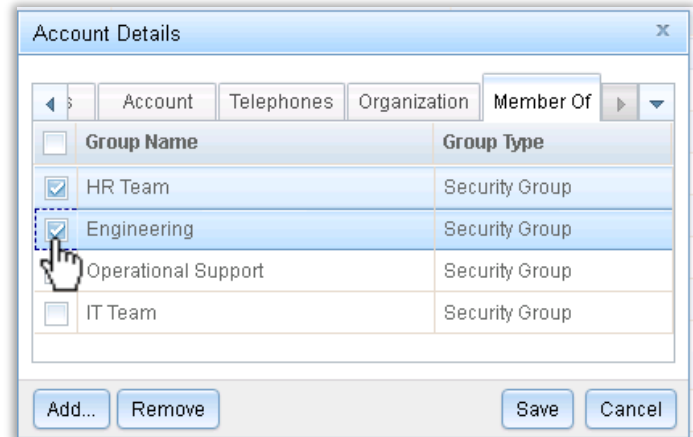 Account Details
x
s Account Telephones Organization Member Of
Group Name Group Type
HR Team Security Group
Engineering Security Group
Operational Support Security Group
IT Team Security Group
Add... Remove Save Cancel